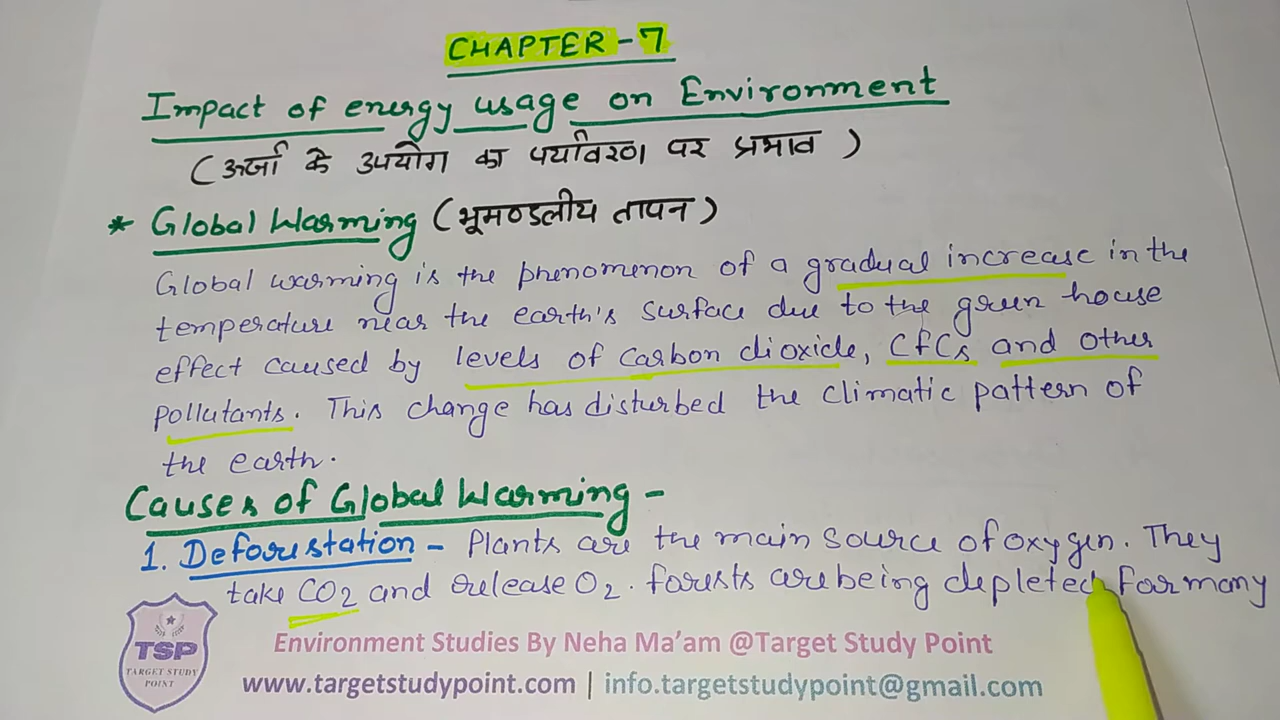 CHAPTER - 7
Impact of energy usage on Environment
(ऊर्जा के उपयोग का पर्यावरण पर प्रभाव)
* Global Warming (भूमण्डलीय तापन)
Global warming is the phenomenon of a gradual increase in the
temperature near the earth's surface due to the green house
effect caused by levels of carbon dioxide, CFCs and other
pollutants. This change has disturbed the climatic pattern of
the earth.
Causes of Global Warming -
1. Deforestation - Plants are the main source of oxygen. They
take CO2 and release O2. forests are being depleted for many
TSP
TARGET STUDY
POINT
Environment Studies By Neha Ma'am @Target Study Point
www.targetstudypoint.com | info.targetstudypoint@gmail.com